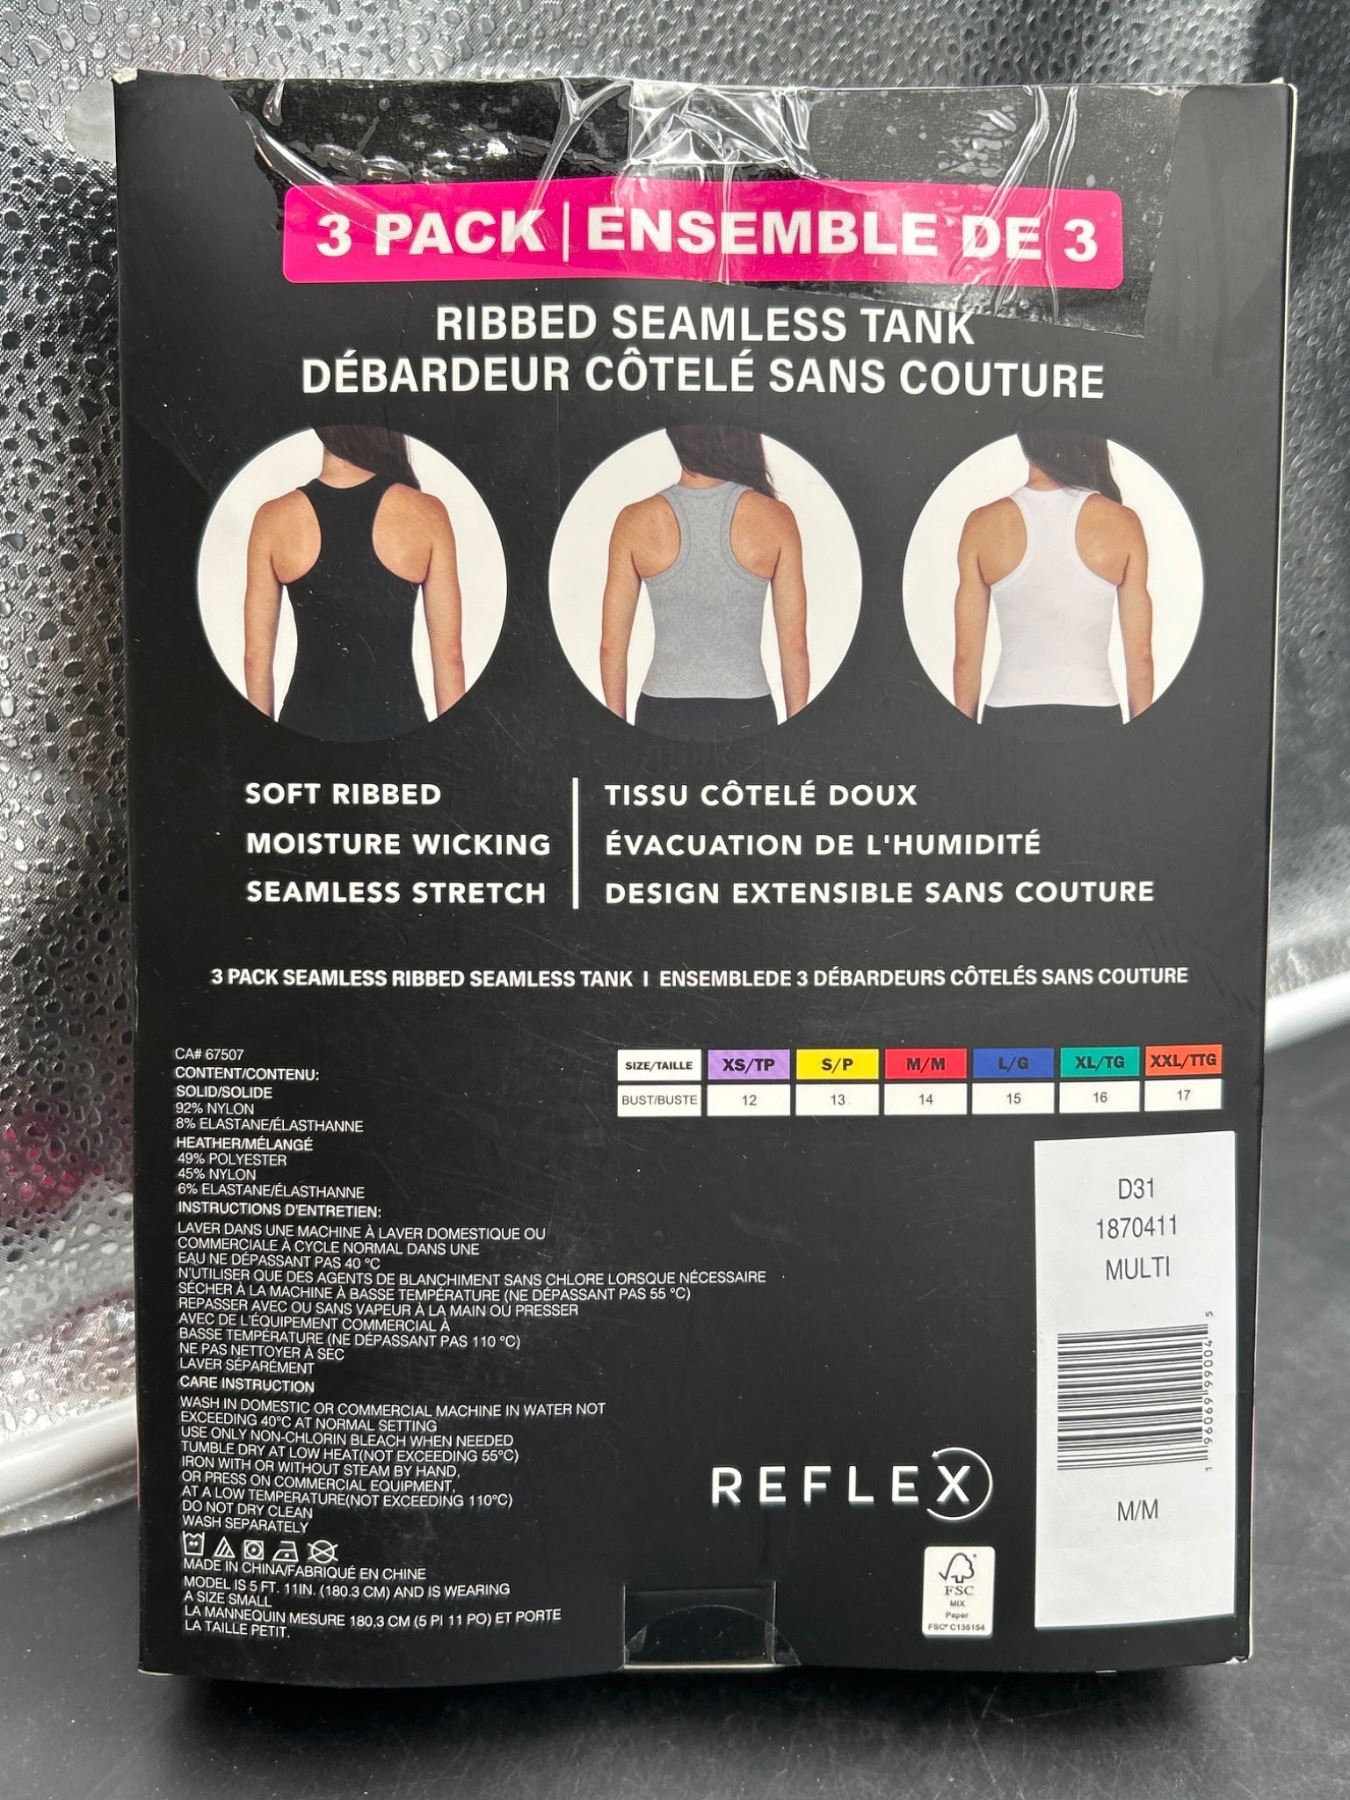 3 PACK | ENSEMBLE DE 3
RIBBED SEAMLESS TANK
DÉBARDEUR CÔTELÉ SANS COUTURE
SOFT RIBBED
MOISTURE WICKING
SEAMLESS STRETCH
TISSU CÔTELÉ DOUX
ÉVACUATION DE L'HUMIDITÉ
DESIGN EXTENSIBLE SANS COUTURE
3 PACK SEAMLESS RIBBED SEAMLESS TANK I ENSEMBLEDE 3 DÉBARDEURS CÔTELÉS SANS COUTURE
CA# 67507
CONTENT/CONTENU:
SOLID/SOLIDE
92% NYLON
8% ELASTANE/ÉLASTHANNE
HEATHER/MÉLANGÉ
49% POLYESTER
45% NYLON
6% ELASTANE/ÉLASTHANNE
INSTRUCTIONS D'ENTRETIEN:
LAVER DANS UNE MACHINE À LAVER DOMESTIQUE OU
COMMERCIALE À CYCLE NORMAL DANS UNE
EAU NE DÉPASSANT PAS 40 °C
N'UTILISER QUE DES AGENTS DE BLANCHIMENT SANS CHLORE LORSQUE NÉCESSAIRE
SÉCHER À LA MACHINE À BASSE TEMPÉRATURE (NE DÉPASSANT PAS 55 °C)
REPASSER AVEC OU SANS VAPEUR À LA MAIN OU PRESSER
AVEC DE L'ÉQUIPEMENT COMMERCIAL À
BASSE TEMPÉRATURE (NE DÉPASSANT PAS 110 °C)
NE PAS NETTOYER À SEC
LAVER SÉPARÉMENT
CARE INSTRUCTION
WASH IN DOMESTIC OR COMMERCIAL MACHINE IN WATER NOT
EXCEEDING 40°C AT NORMAL SETTING
USE ONLY NON-CHLORIN BLEACH WHEN NEEDED
TUMBLE DRY AT LOW HEAT(NOT EXCEEDING 55°C)
IRON WITH OR WITHOUT STEAM BY HAND,
OR PRESS ON COMMERCIAL EQUIPMENT,
AT A LOW TEMPERATURE(NOT EXCEEDING 110°C)
DO NOT DRY CLEAN
WASH SEPARATELY
MADE IN CHINA/FABRIQUÉ EN CHINE
MODEL IS 5 FT. 11IN. (180.3 CM) AND IS WEARING
A SIZE SMALL
LA MANNEQUIN MESURE 180,3 CM (5 PI 11 PO) ET PORTE
LA TAILLE PETIT.
SIZE/TAILLE XS/TP S/P M/M L/G XL/TG XXL/TTG
BUST/BUSTE 12 13 14 15 16 17
D31
1870411
MULTI
1 96069 99004 5
M/M
REFLEX
FSC
MIX
Paper
FSC® C136164